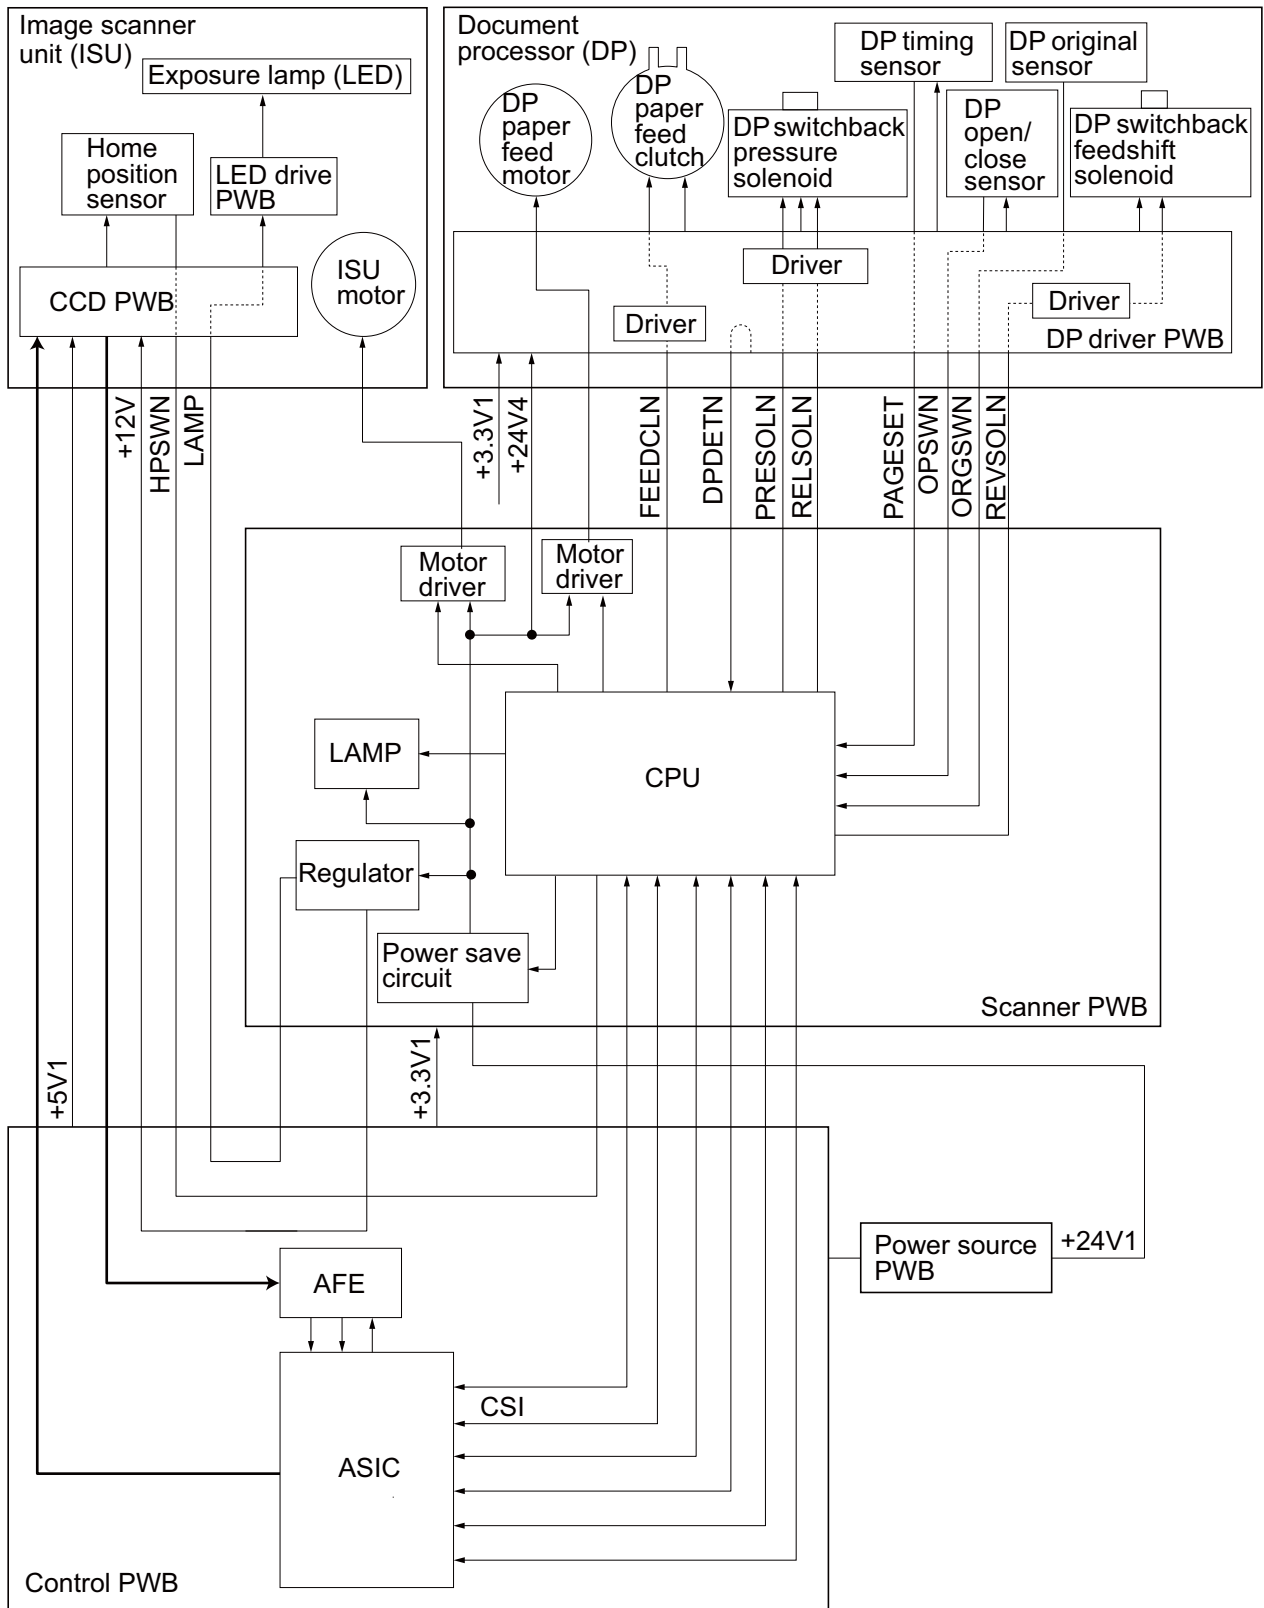 Image scanner
unit (ISU)
Exposure lamp (LED)
Home
position
sensor
LED drive
PWB
ISU
motor
CCD PWB
Document
processor (DP)
DP
paper
feed
motor
DP
paper
feed
clutch
DP switchback
pressure
solenoid
DP timing
sensor
DP original
sensor
DP
open/
close
sensor
DP switchback
feedshift
solenoid
Driver
Driver
Driver
DP driver PWB
+12V
HPSWN
LAMP
+3.3V1
+24V4
FEEDCLN
DPDETN
PRESOLN
RELSOLN
PAGESET
OPSWN
ORGSWN
REVSOLN
Motor
driver
Motor
driver
LAMP
CPU
Regulator
Power save
circuit
Scanner PWB
+5V1
+3.3V1
Power source
PWB
+24V1
AFE
CSI
ASIC
Control PWB